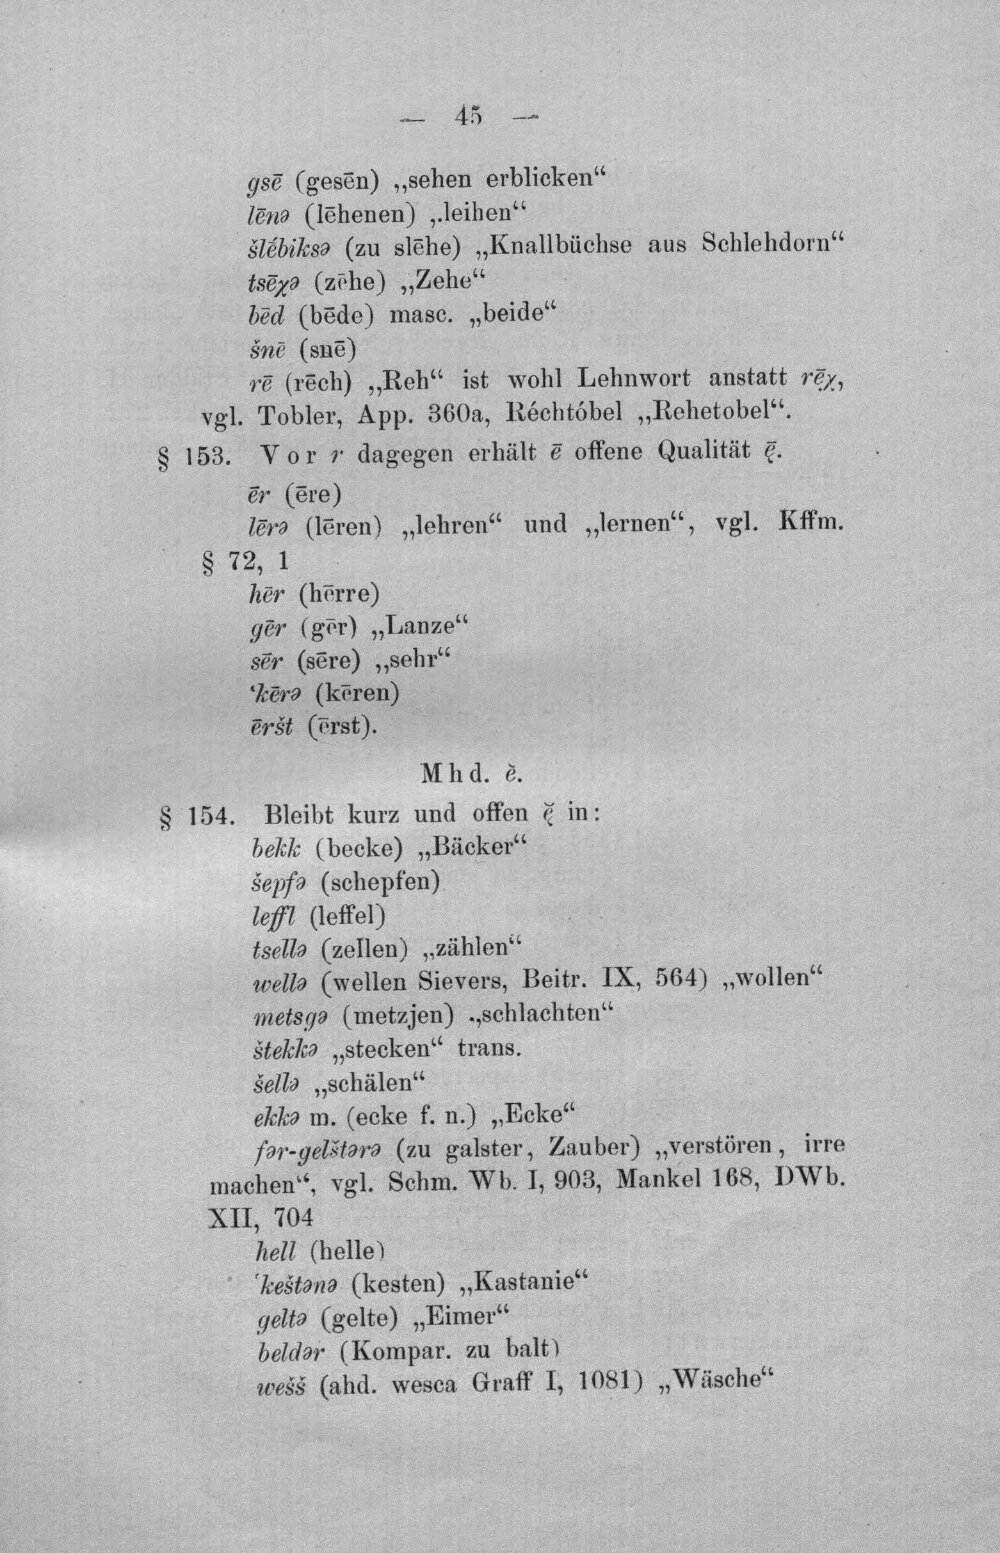 — 45 —
gsē (gesēn) „sehen erblicken“
lēnə (lēhenen) „leihen“
šlébiksə (zu slēhe) „Knallbüchse aus Schlehdorn“
tsēχə (zēhe) „Zehe“
bēd (bēde) masc. „beide“
šnē (snē)
rē (rēch) „Reh“ ist wohl Lehnwort anstatt rēχ,
vgl. Tobler, App. 360a, Réchtóbel „Rehetobel“.
§ 153. Vor r dagegen erhält ē offene Qualität ę̄.
ēr (ēre)
lērə (lēren) „lehren“ und „lernen“, vgl. Kffm.
§ 72, 1
hēr (hērre)
gēr (gēr) „Lanze“
sēr (sēre) „sehr“
‘kērə (kēren)
ēršt (ērst).
Mhd. è.
§ 154. Bleibt kurz und offen ę̆ in:
bekk (becke) „Bäcker“
šepfə (schepfen)
leffl (leffel)
tsellə (zellen) „zählen“
wellə (wellen Sievers, Beitr. IX, 564) „wollen“
metsgə (metzjen) „schlachten“
štekkə „stecken“ trans.
šellə „schälen“
ekkə m. (ecke f. n.) „Ecke“
fər-gelštərə (zu galster, Zauber) „verstören, irre
machen“, vgl. Schm. Wb. I, 903, Mankel 168, DWb.
XII, 704
hell (helle)
‘keštənə (kesten) „Kastanie“
geltə (gelte) „Eimer“
beldər (Kompar. zu balt)
wešš (ahd. wesca Graff I, 1081) „Wäsche“